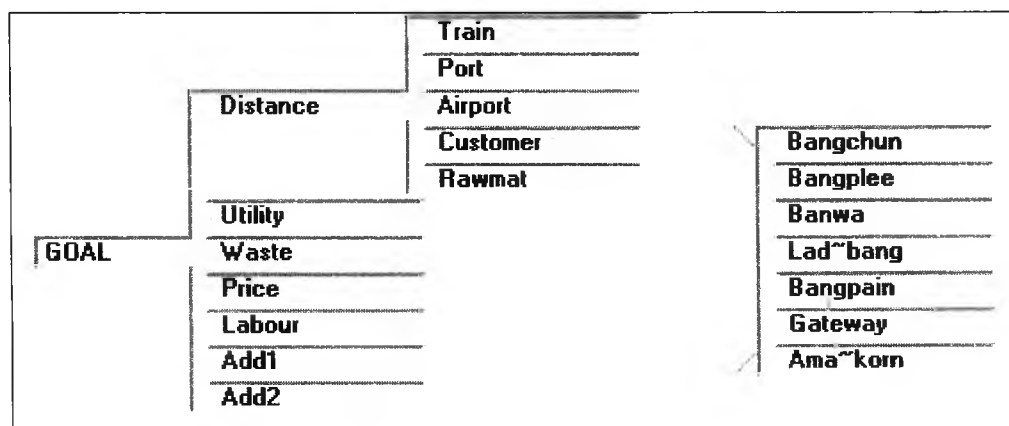 GOAL
Distance
Utility
Waste
Price
Labour
Add1
Add2
Train
Port
Airport
Customer
Rawmat
Bangchun
Bangplee
Banwa
Lad~bang
Bangpain
Gateway
Ama~korn